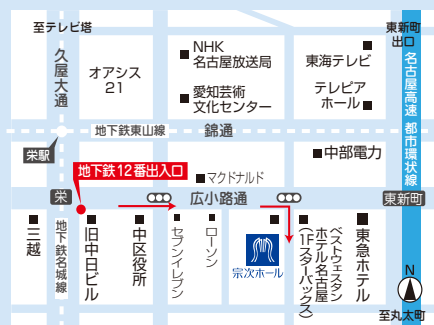 至テレビ塔
久屋大通
オアシス
21
NHK
名古屋放送局
愛知芸術
文化センター
東海テレビ
テレピア
ホール
東新町
出口
名古屋高速 都市環状線
地下鉄東山線
錦通
栄駅
中部電力
地下鉄12番出入口
マクドナルド
栄
広小路通
東新町
三越
地下鉄名城線
旧中日ビル
中区役所
セブンイレブン
ローソン
宗次ホール
ベストウェスタン
ホテル名古屋
(1Fスターバックス)
東急ホテル
N
至丸太町